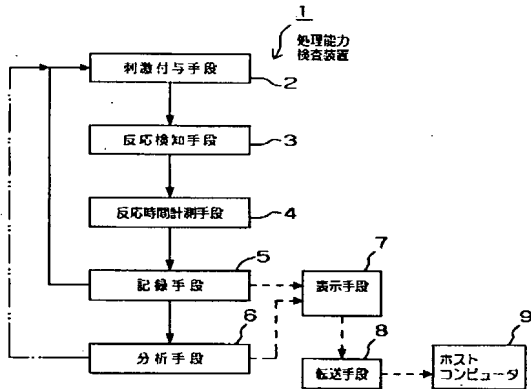 1
処理能力
検査装置
刺激付与手段
2
反応検知手段
3
反応時間計測手段
4
記録手段
5
分析手段
6
表示手段
7
転送手段
8
ホスト
コンピュータ
9